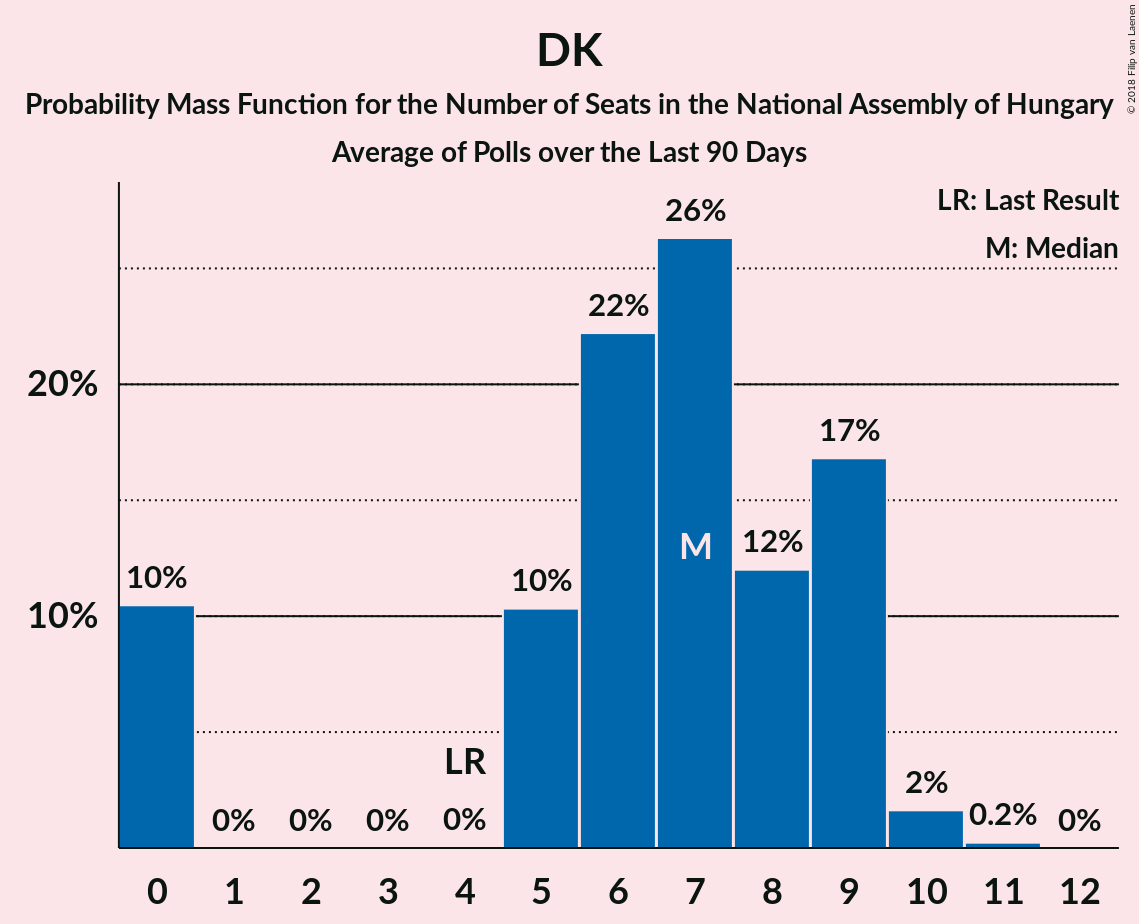 DK
Probability Mass Function for the Number of Seats in the National Assembly of Hungary
Average of Polls over the Last 90 Days
© 2018 Filip van Laenen
LR: Last Result
M: Median
26%
22%
20%
17%
M
12%
10%
10%
10%
LR
0%
0%
0%
0%
2%
0.2%
0%
0 1 2 3 4 5 6 7 8 9 10 11 12